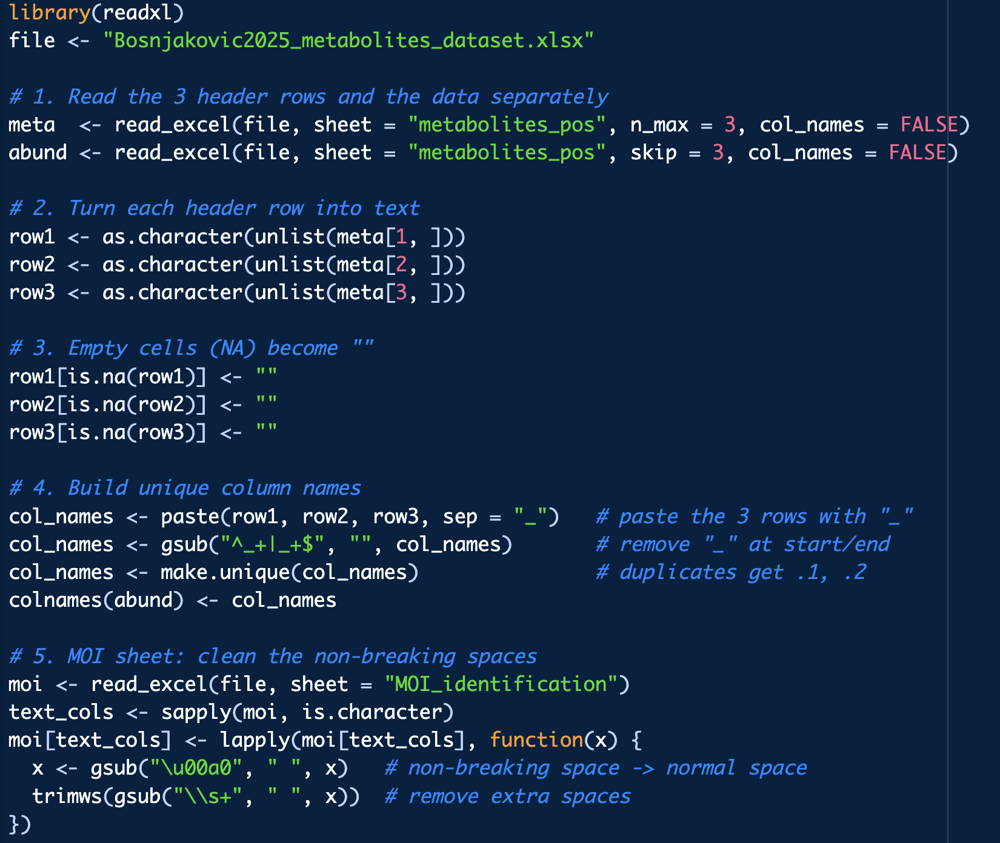 library(readxl)
file <- "Bosnjakovic2025_metabolites_dataset.xlsx"

# 1. Read the 3 header rows and the data separately
meta  <- read_excel(file, sheet = "metabolites_pos", n_max = 3, col_names = FALSE)
abund <- read_excel(file, sheet = "metabolites_pos", skip = 3, col_names = FALSE)

# 2. Turn each header row into text
row1 <- as.character(unlist(meta[1, ]))
row2 <- as.character(unlist(meta[2, ]))
row3 <- as.character(unlist(meta[3, ]))

# 3. Empty cells (NA) become ""
row1[is.na(row1)] <- ""
row2[is.na(row2)] <- ""
row3[is.na(row3)] <- ""

# 4. Build unique column names
col_names <- paste(row1, row2, row3, sep = "_")   # paste the 3 rows with "_"
col_names <- gsub("^_+|_+$", "", col_names)       # remove "_" at start/end
col_names <- make.unique(col_names)               # duplicates get .1, .2
colnames(abund) <- col_names

# 5. MOI sheet: clean the non-breaking spaces
moi <- read_excel(file, sheet = "MOI_identification")
text_cols <- sapply(moi, is.character)
moi[text_cols] <- lapply(moi[text_cols], function(x) {
  x <- gsub("\u00a0", " ", x)   # non-breaking space -> normal space
  trimws(gsub("\\s+", " ", x))  # remove extra spaces
})